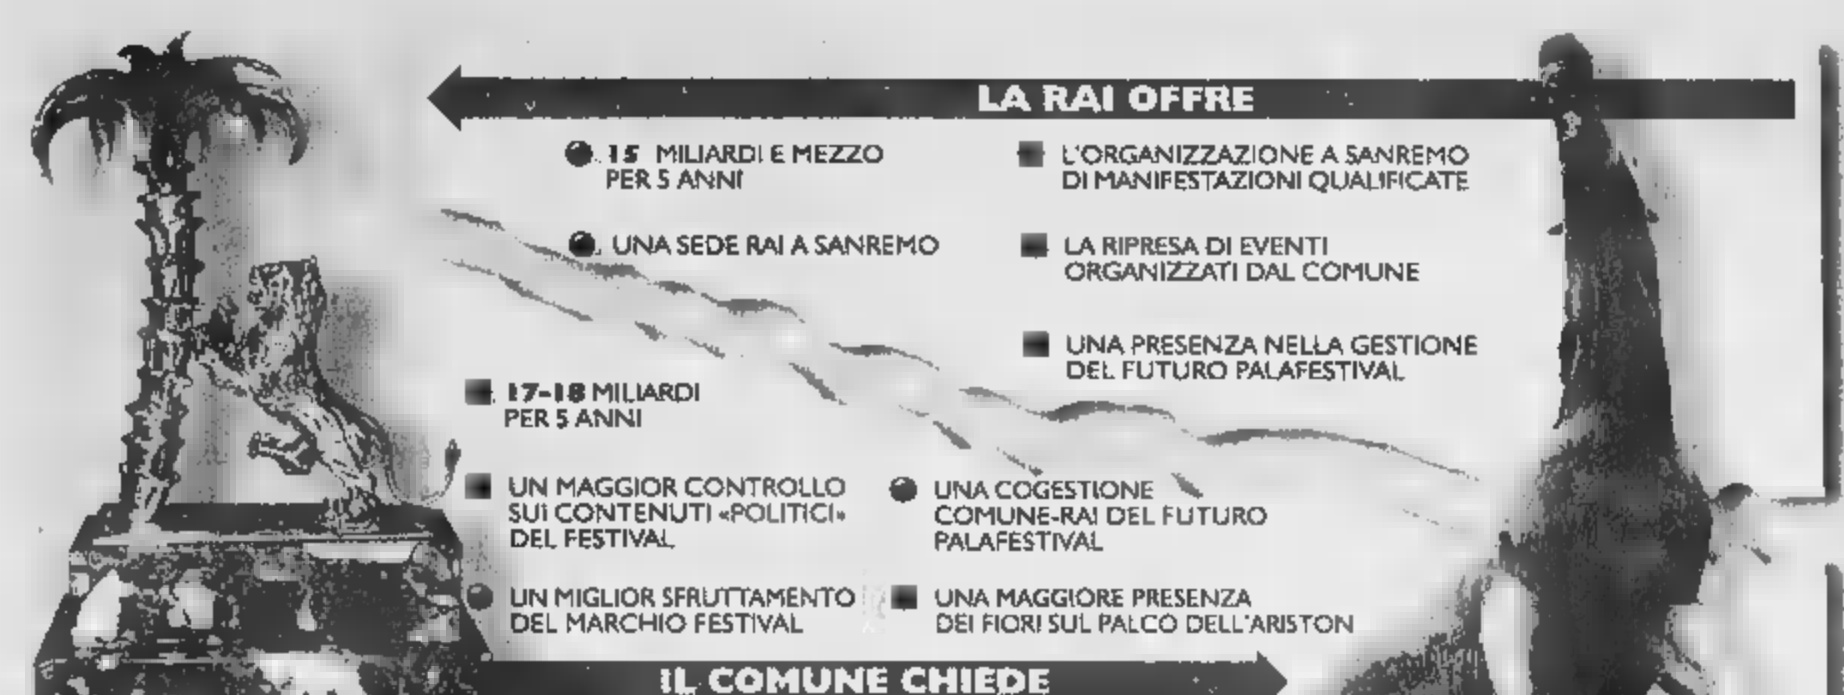 LA RAI OFFRE
15 MILIARDI E MEZZO
PER 5 ANNI
UNA SEDE RAI A SANREMO
L'ORGANIZZAZIONE A SANREMO
DI MANIFESTAZIONI QUALIFICATE
LA RIPRESA DI EVENTI
ORGANIZZATI DAL COMUNE
UNA PRESENZA NELLA GESTIONE
DEL FUTURO PALAFESTIVAL
17-18 MILIARDI
PER 5 ANNI
UN MAGGIOR CONTROLLO
SUI CONTENUTI «POLITICI»
DEL FESTIVAL
UN MIGLIOR SFRUTTAMENTO
DEL MARCHIO FESTIVAL
UNA COGESTIONE
COMUNE-RAI DEL FUTURO
PALAFESTIVAL
UNA MAGGIORE PRESENZA
DEI FIORI SUL PALCO DELL'ARISTON
IL COMUNE CHIEDE